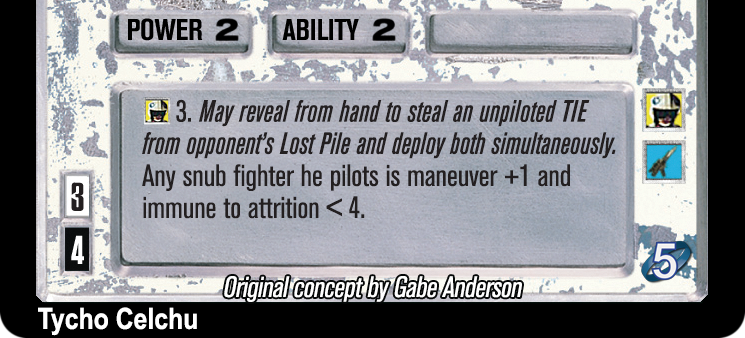 POWER 2 ABILITY 2
3. May reveal from hand to steal an unpiloted TIE
from opponent's Lost Pile and deploy both simultaneously.
Any snub fighter he pilots is maneuver +1 and
immune to attrition < 4.
3
4
5
Original concept by Gabe Anderson
Tycho Celchu